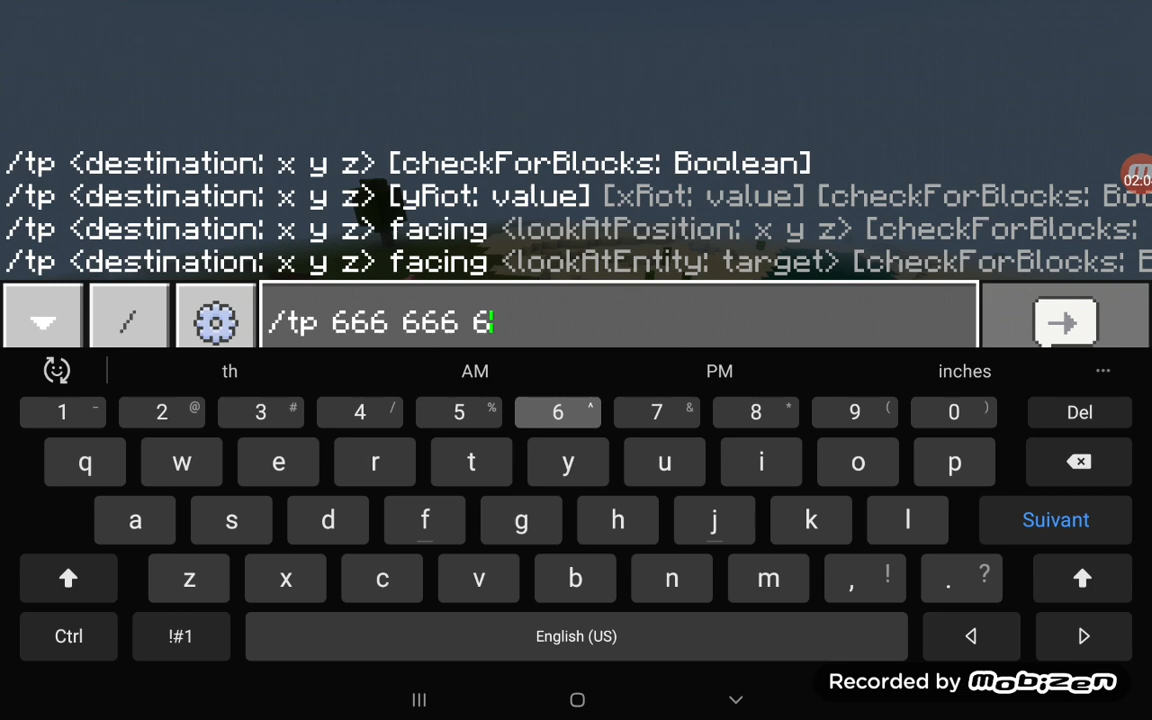 /tp <destination: x y z> [checkForBlocks: Boolean]
/tp <destination: x y z> [yRot: value] [xRot: value] [checkForBlocks: Boo
/tp <destination: x y z> facing <lookAtPosition: x y z> [checkForBlocks:
/tp <destination: x y z> facing <lookAtEntity: target> [checkForBlocks: B
02:0
/ /tp 666 666 6
th AM PM inches ...
1 - 2 @ 3 # 4 / 5 % 6 ^ 7 & 8 * 9 ( 0 ) Del
q w e r t y u i o p
a s d f g h j k l Suivant
z x c v b n m , ! . ?
Ctrl !#1 English (US)
Recorded by mobizen